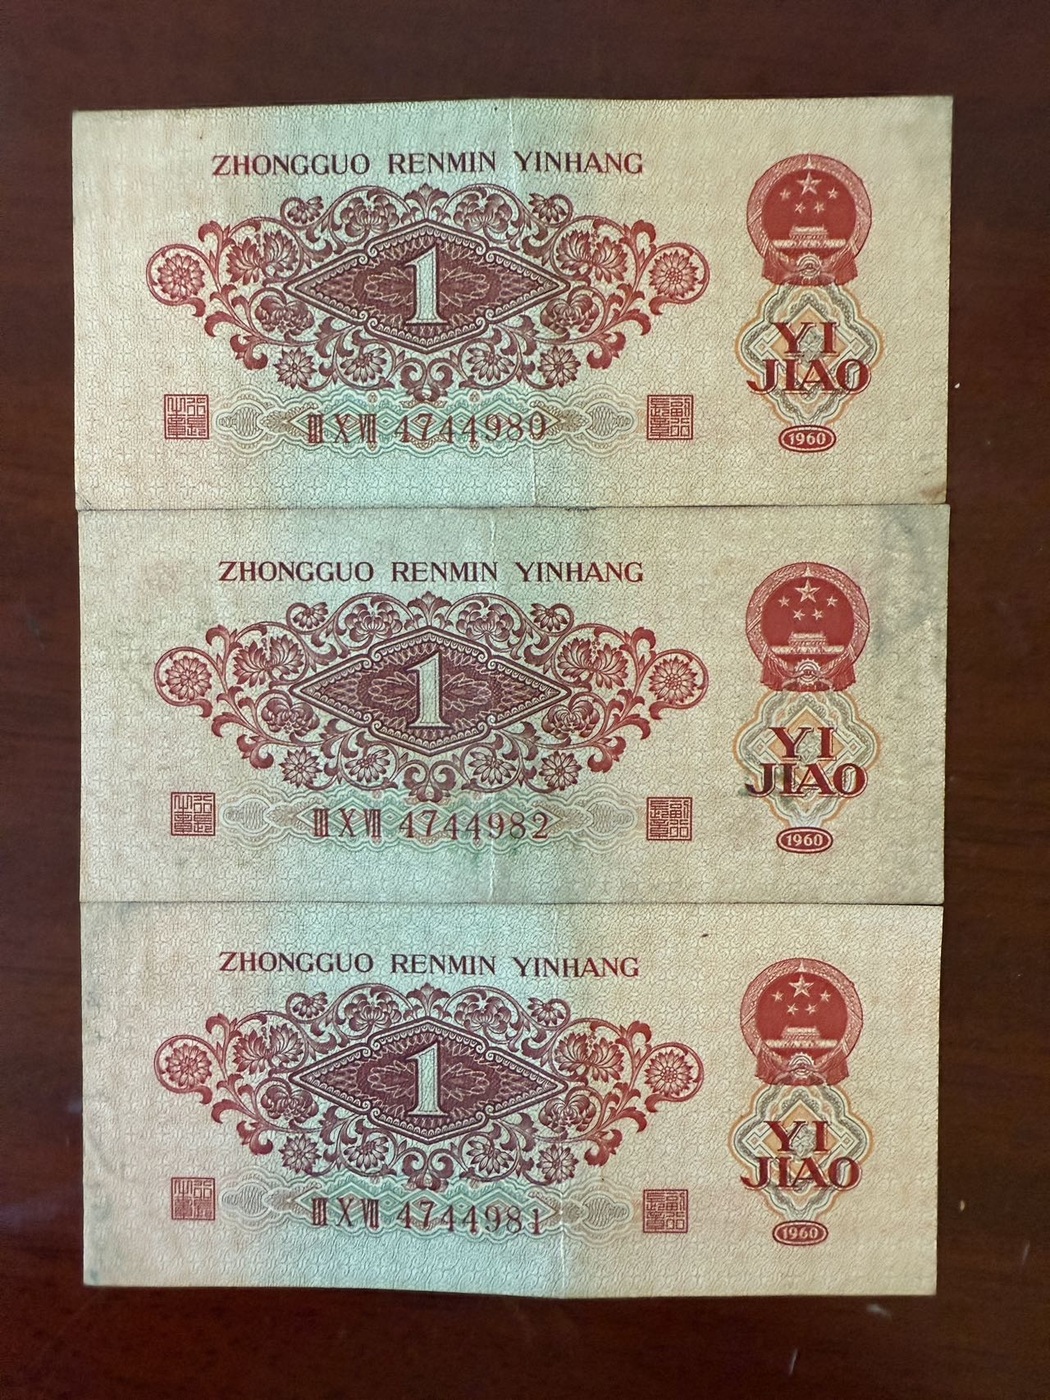 ZHONGGUO RENMIN YINHANG
1
YI
JIAO
III X VII 4744980
1960
ZHONGGUO RENMIN YINHANG
1
YI
JIAO
III X VII 4744982
1960
ZHONGGUO RENMIN YINHANG
1
YI
JIAO
III X VII 4744981
1960